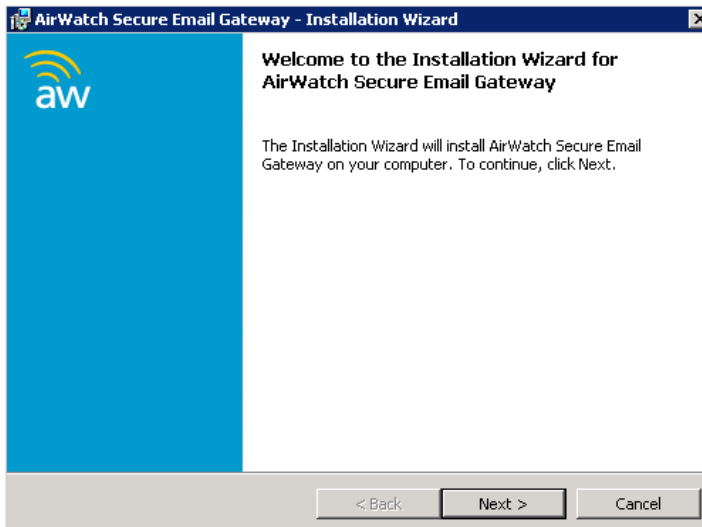 AirWatch Secure Email Gateway - Installation Wizard
aw
Welcome to the Installation Wizard for
AirWatch Secure Email Gateway
The Installation Wizard will install AirWatch Secure Email
Gateway on your computer. To continue, click Next.
< Back Next > Cancel